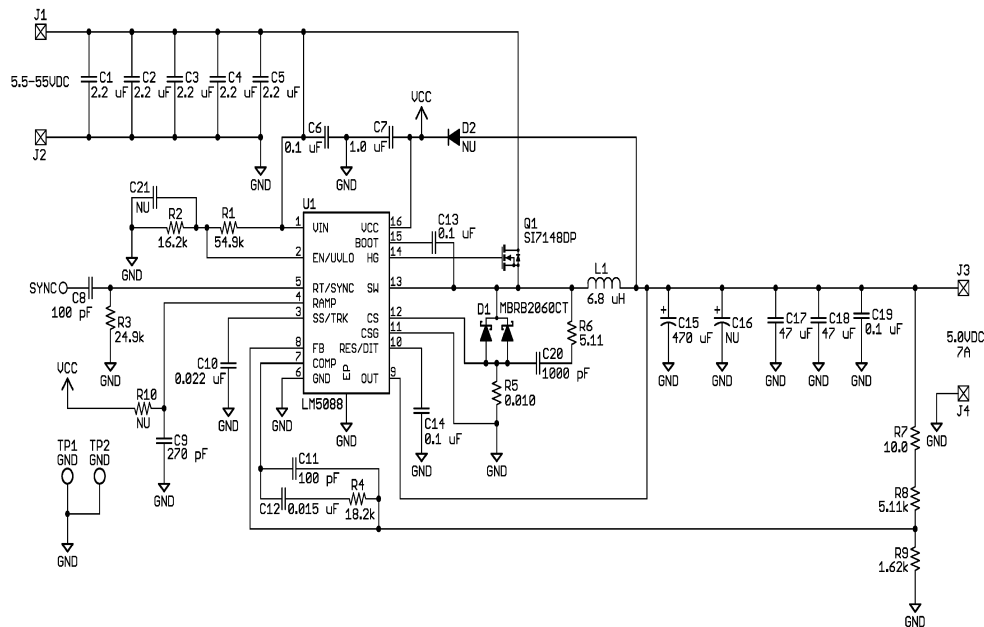 J1
5.5-55VDC
C1
2.2 uF
C2
2.2 uF
C3
2.2 uF
C4
2.2 uF
C5
2.2 uF
J2
GND
C6
0.1 uF
GND
C7
1.0 uF
VCC
D2
NU
C21
NU
R2
16.2k
R1
54.9k
GND
U1
1 VIN
2 EN/UVLO
5 RT/SYNC
4 RAMP
3 SS/TRK
8 FB
7 COMP
6 GND
EP
VCC 16
BOOT 15
HG 14
SW 13
CS 12
CSG 11
RES/DIT 10
OUT 9
LM5088
GND
GND
C13
0.1 uF
Q1
SI7148DP
SYNC
C8
100 pF
R3
24.9k
GND
C10
0.022 uF
GND
VCC
R10
NU
C9
270 pF
GND
TP1
GND
TP2
GND
GND
L1
6.8 uH
D1
MBRB2060CT
R6
5.11
C20
1000 pF
R5
0.010
GND
C14
0.1 uF
GND
C11
100 pF
C12
0.015 uF
R4
18.2k
+
C15
470 uF
GND
+
C16
NU
GND
C17
47 uF
GND
C18
47 uF
GND
C19
0.1 uF
GND
J3
5.0VDC
7A
J4
GND
R7
10.0
R8
5.11k
R9
1.62k
GND